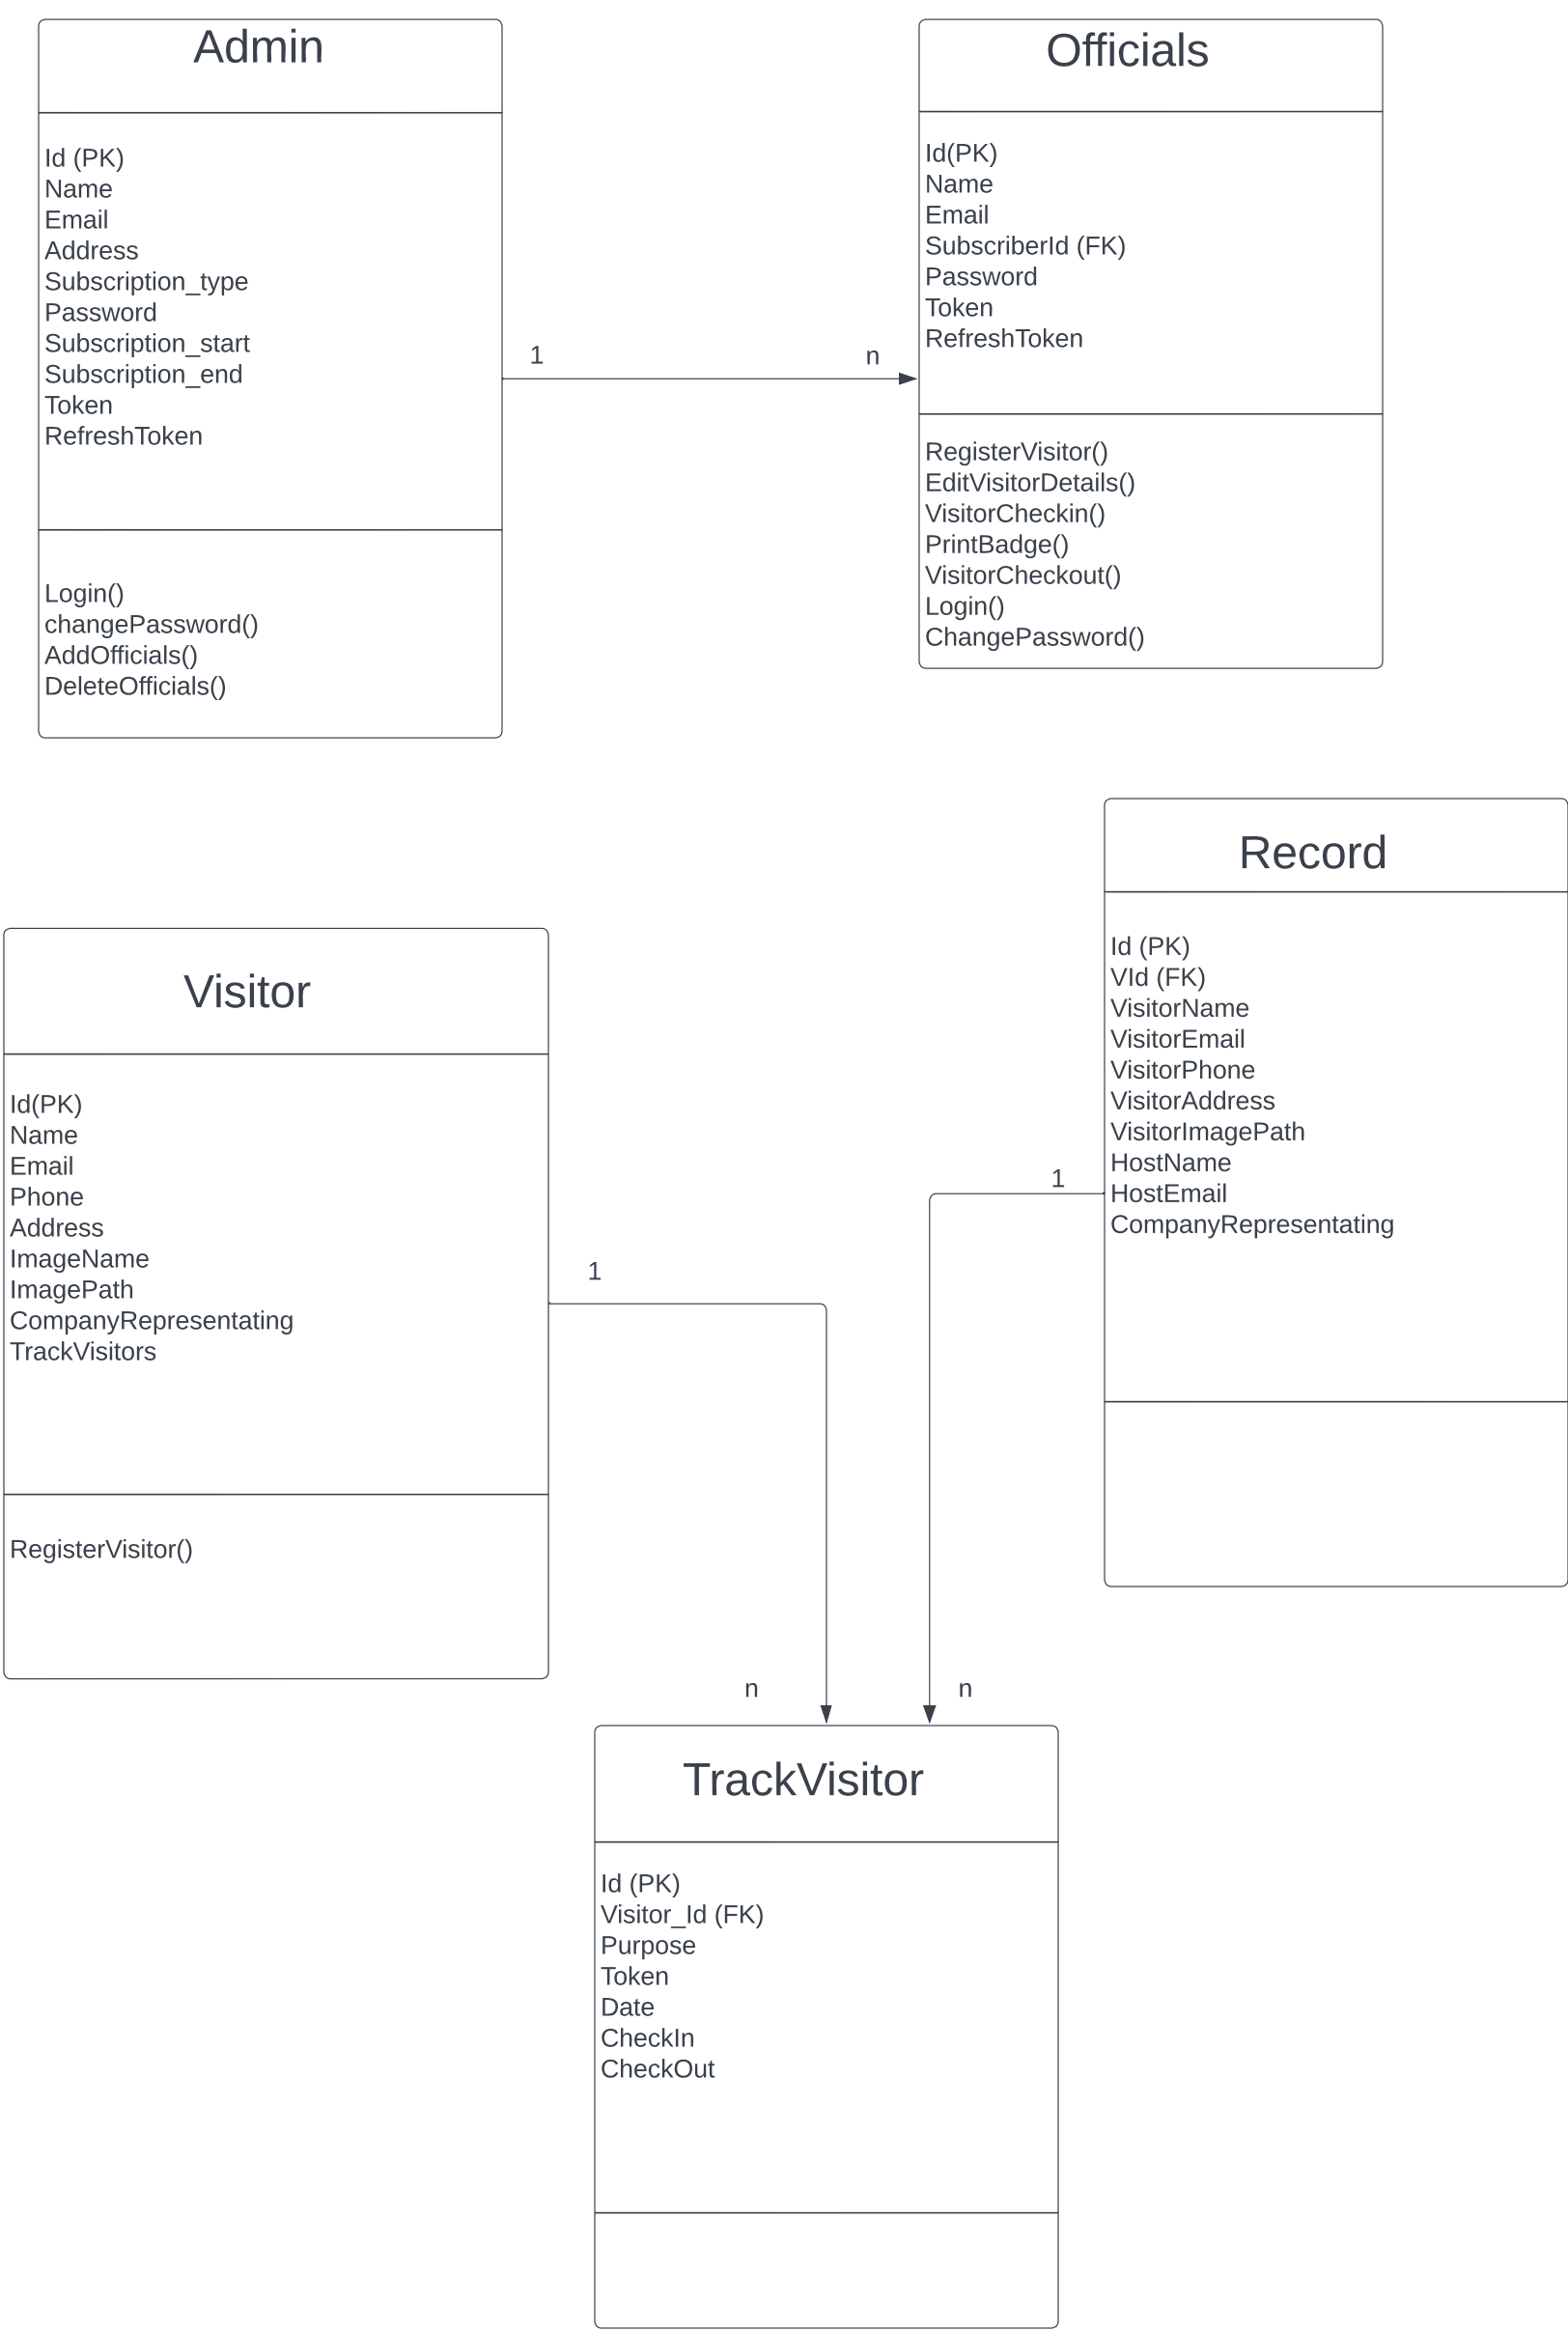 Admin
Id (PK)
Name
Email
Address
Subscription_type
Password
Subscription_start
Subscription_end
Token
RefreshToken
Login()
changePassword()
AddOfficials()
DeleteOfficials()
1
n
Officials
Id(PK)
Name
Email
SubscriberId (FK)
Password
Token
RefreshToken
RegisterVisitor()
EditVisitorDetails()
VisitorCheckin()
PrintBadge()
VisitorCheckout()
Login()
ChangePassword()
Record
Id (PK)
VId (FK)
VisitorName
VisitorEmail
VisitorPhone
VisitorAddress
VisitorImagePath
HostName
HostEmail
CompanyRepresentating
1
Visitor
Id(PK)
Name
Email
Phone
Address
ImageName
ImagePath
CompanyRepresentating
TrackVisitors
RegisterVisitor()
1
n
n
TrackVisitor
Id (PK)
Visitor_Id (FK)
Purpose
Token
Date
CheckIn
CheckOut